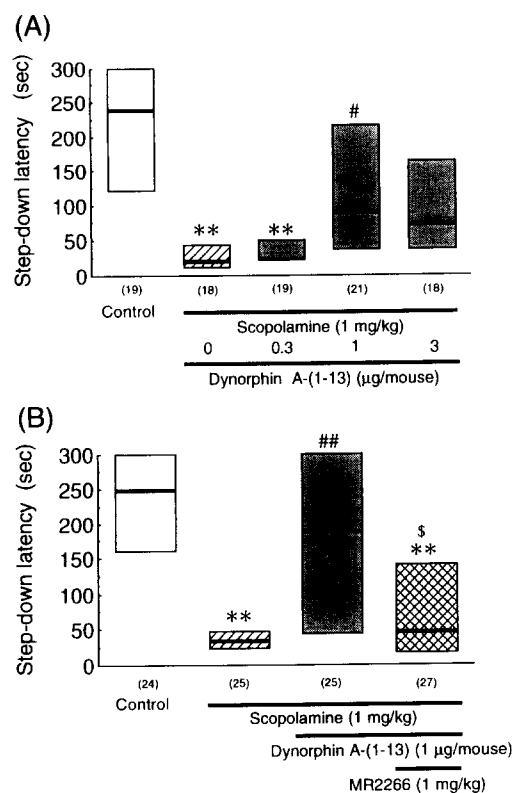 (A)
Step-down latency (sec)
300
250
200
150
100
50
0
**
**
#
(19)
(18)
(19)
(21)
(18)
Control
Scopolamine (1 mg/kg)
0 0.3 1 3
Dynorphin A-(1-13) (μg/mouse)
(B)
Step-down latency (sec)
300
250
200
150
100
50
0
**
##
$
**
(24)
(25)
(25)
(27)
Control
Scopolamine (1 mg/kg)
Dynorphin A-(1-13) (1 μg/mouse)
MR2266 (1 mg/kg)